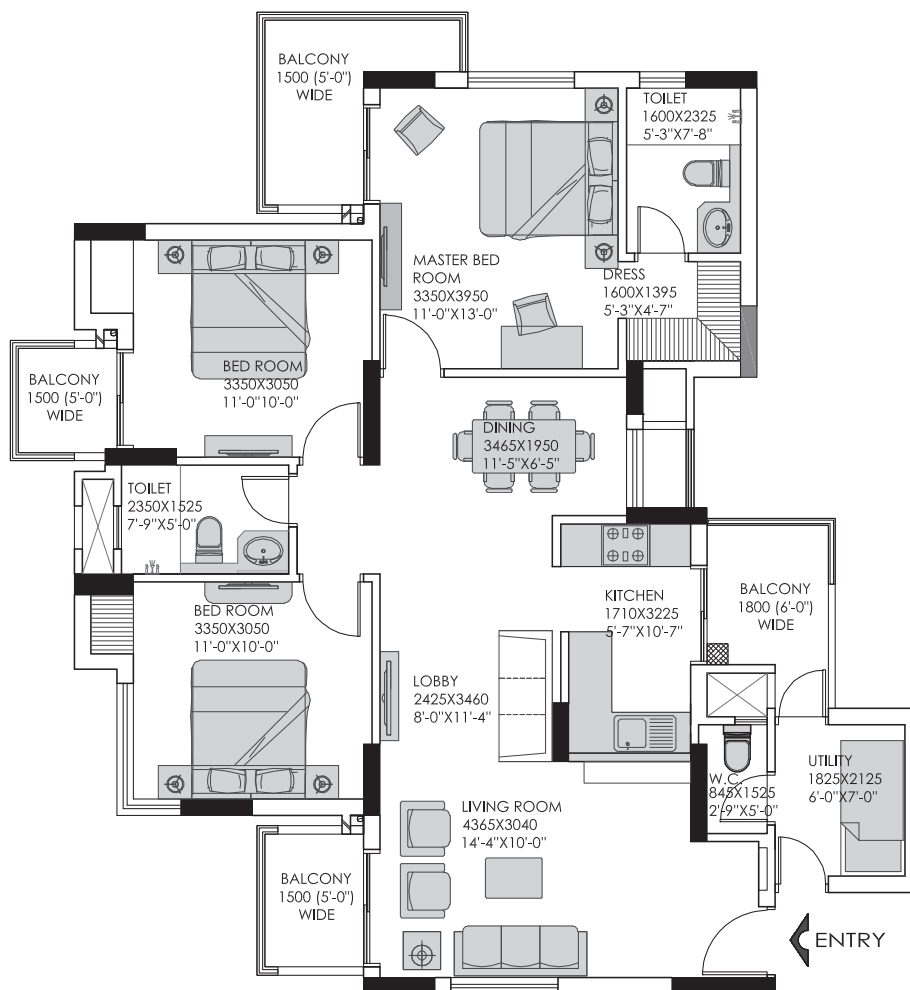 BALCONY
1500 (5'-0")
WIDE
TOILET
1600X2325
5'-3"X7'-8"
MASTER BED
ROOM
3350X3950
11'-0"X13'-0"
DRESS
1600X1395
5'-3"X4'-7"
BED ROOM
3350X3050
11'-0"10'-0"
BALCONY
1500 (5'-0")
WIDE
DINING
3465X1950
11'-5"X6'-5"
TOILET
2350X1525
7'-9"X5'-0"
BED ROOM
3350X3050
11'-0"X10'-0"
KITCHEN
1710X3225
5'-7"X10'-7"
BALCONY
1800 (6'-0")
WIDE
LOBBY
2425X3460
8'-0"X11'-4"
W.C.
845X1525
2'-9"X5'-0"
UTILITY
1825X2125
6'-0"X7'-0"
LIVING ROOM
4365X3040
14'-4"X10'-0"
BALCONY
1500 (5'-0")
WIDE
ENTRY